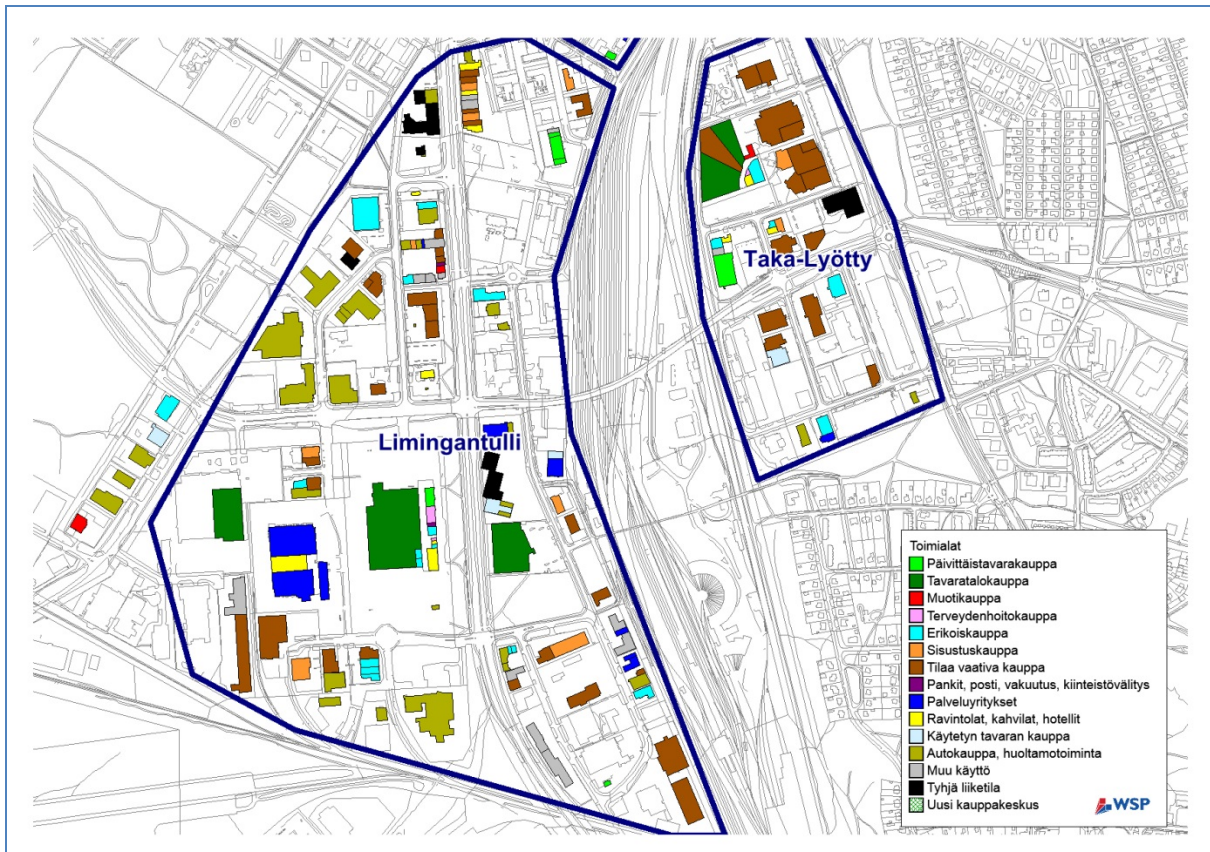 Taka-Lyötty
Limingantulli
Toimialat
Päivittäistavarakauppa
Tavaratalokauppa
Muotikauppa
Terveydenhoitokauppa
Erikoiskauppa
Sisustuskauppa
Tilaa vaativa kauppa
Pankit, posti, vakuutus, kiinteistövälitys
Palveluyritykset
Ravintolat, kahvilat, hotellit
Käytetyn tavaran kauppa
Autokauppa, huoltamotoiminta
Muu käyttö
Tyhjä liiketila
Uusi kauppakeskus
WSP